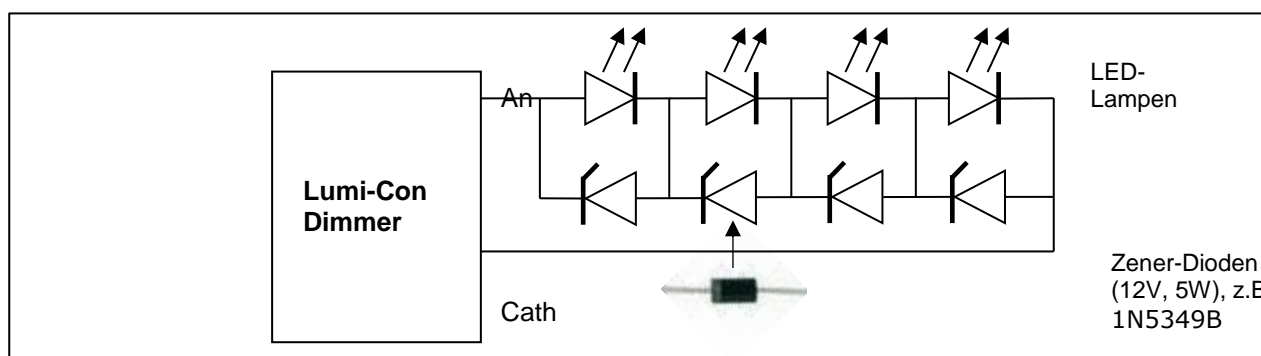 An
LED-
Lampen
Lumi-Con
Dimmer
Cath
Zener-Dioden
(12V, 5W), z.B
1N5349B